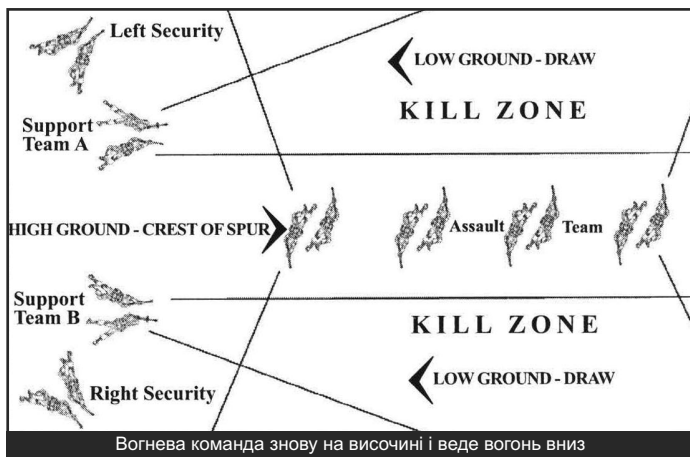 Left Security
LOW GROUND - DRAW
KILL ZONE
Support
Team A
HIGH GROUND - CREST OF SPUR
Assault Team
Support
Team B
KILL ZONE
LOW GROUND - DRAW
Right Security
Вогнева команда знову на височині і веде вогонь вниз